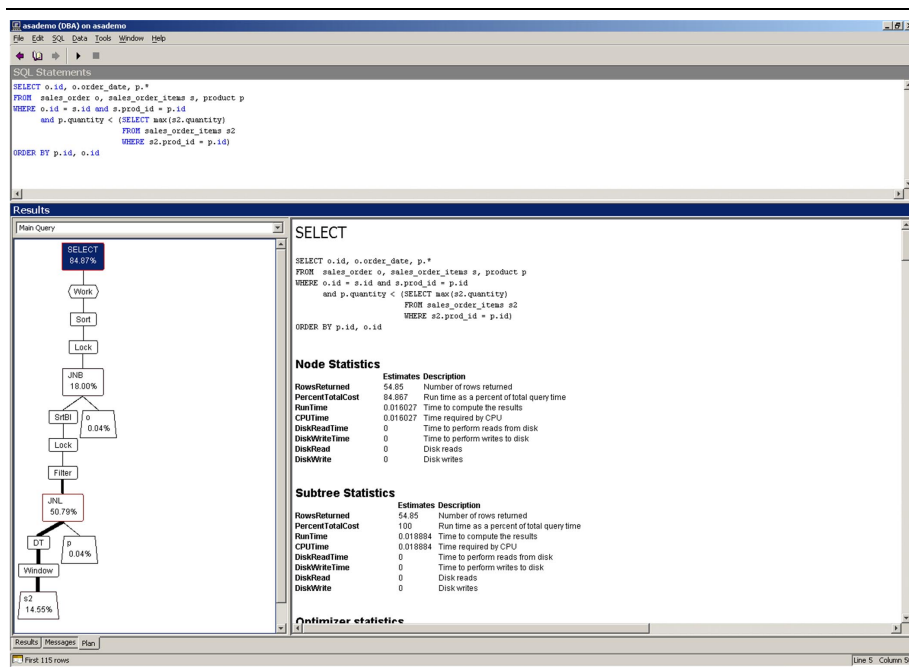 asademo (DBA) on asademo
File Edit SQL Data Tools Window Help
SQL Statements
SELECT o.id, o.order_date, p.*
FROM sales_order o, sales_order_items s, product p
WHERE o.id = s.id and s.prod_id = p.id
and p.quantity < (SELECT max(s2.quantity)
FROM sales_order_items s2
WHERE s2.prod_id = p.id)
ORDER BY p.id, o.id
Results
Main Query
SELECT
84.87%
Work
Sort
Lock
JNB
18.00%
SrtBl
o
0.04%
Lock
Filter
JNL
50.79%
DT
p
0.04%
Window
s2
14.55%
SELECT
SELECT o.id, o.order_date, p.*
FROM sales_order o, sales_order_items s, product p
WHERE o.id = s.id and s.prod_id = p.id
and p.quantity < (SELECT max(s2.quantity)
FROM sales_order_items s2
WHERE s2.prod_id = p.id)
ORDER BY p.id, o.id
Node Statistics
Estimates Description
RowsReturned 54.85 Number of rows returned
PercentTotalCost 84.867 Run time as a percent of total query time
RunTime 0.016027 Time to compute the results
CPUTime 0.016027 Time required by CPU
DiskReadTime 0 Time to perform reads from disk
DiskWriteTime 0 Time to perform writes to disk
DiskRead 0 Disk reads
DiskWrite 0 Disk writes
Subtree Statistics
Estimates Description
RowsReturned 54.85 Number of rows returned
PercentTotalCost 100 Run time as a percent of total query time
RunTime 0.018884 Time to compute the results
CPUTime 0.018884 Time required by CPU
DiskReadTime 0 Time to perform reads from disk
DiskWriteTime 0 Time to perform writes to disk
DiskRead 0 Disk reads
DiskWrite 0 Disk writes
Optimizer statistics
Results Messages Plan
First 115 rows
Line 5 Column 5